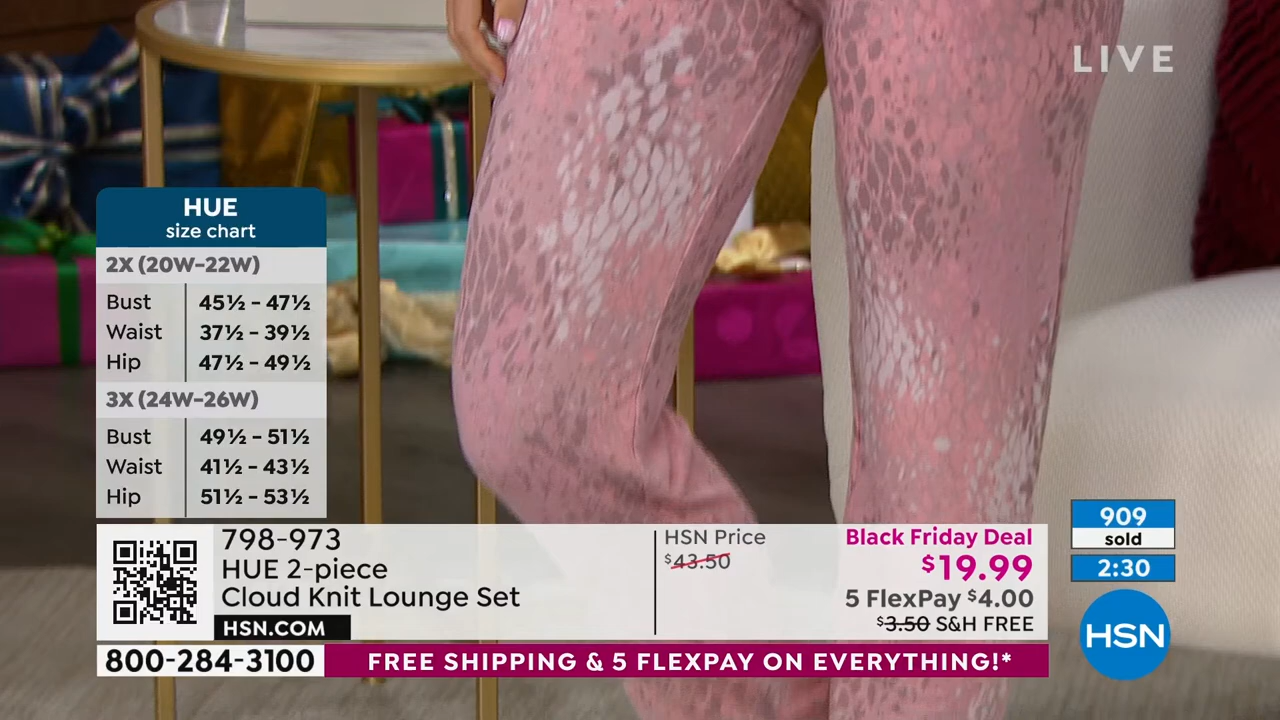 LIVE
HUE
size chart
2X (20W-22W)
Bust 45½ - 47½
Waist 37½ - 39½
Hip 47½ - 49½
3X (24W-26W)
Bust 49½ - 51½
Waist 41½ - 43½
Hip 51½ - 53½
798-973
HUE 2-piece
Cloud Knit Lounge Set
HSN.COM
HSN Price
$43.50
Black Friday Deal
$19.99
5 FlexPay $4.00
$3.50 S&H FREE
909
sold
2:30
HSN
800-284-3100
FREE SHIPPING & 5 FLEXPAY ON EVERYTHING!*